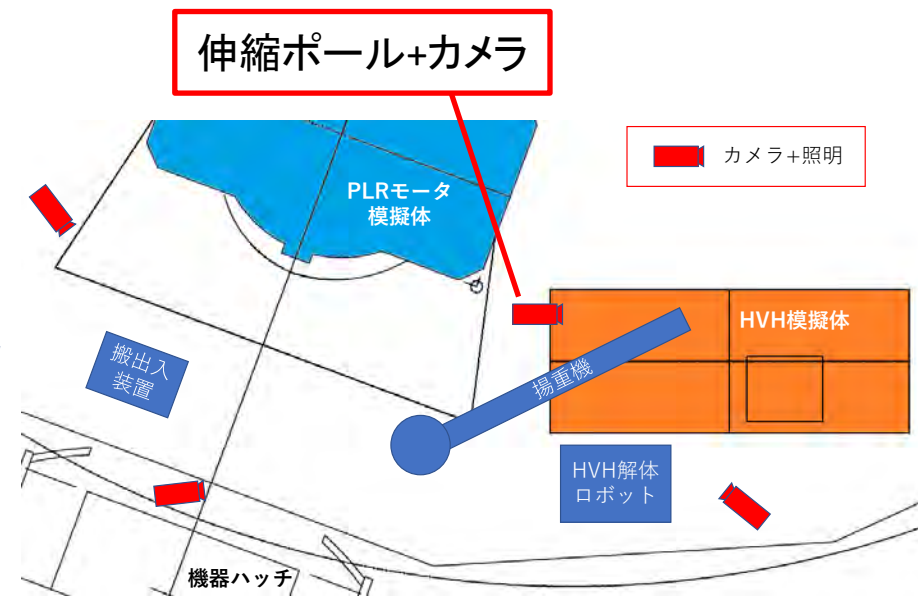 伸縮ポール+カメラ
カメラ+照明
PLRモータ
模擬体
HVH模擬体
搬出入
装置
揚重機
HVH解体
ロボット
機器ハッチ